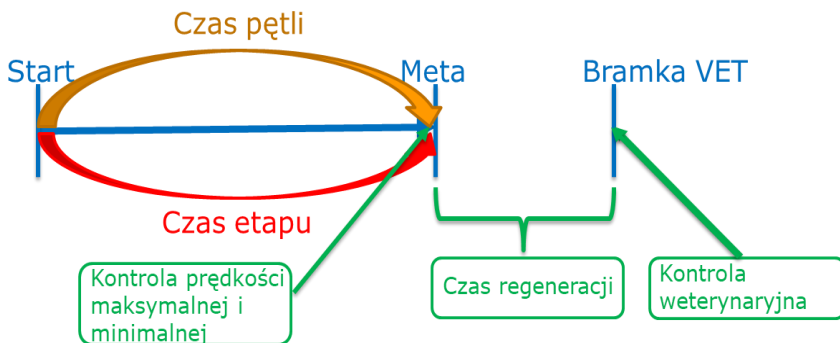 Czas pętli
Start
Meta
Bramka VET
Czas etapu
Kontrola prędkości
maksymalnej i
minimalnej
Czas regeneracji
Kontrola
weterynaryjna